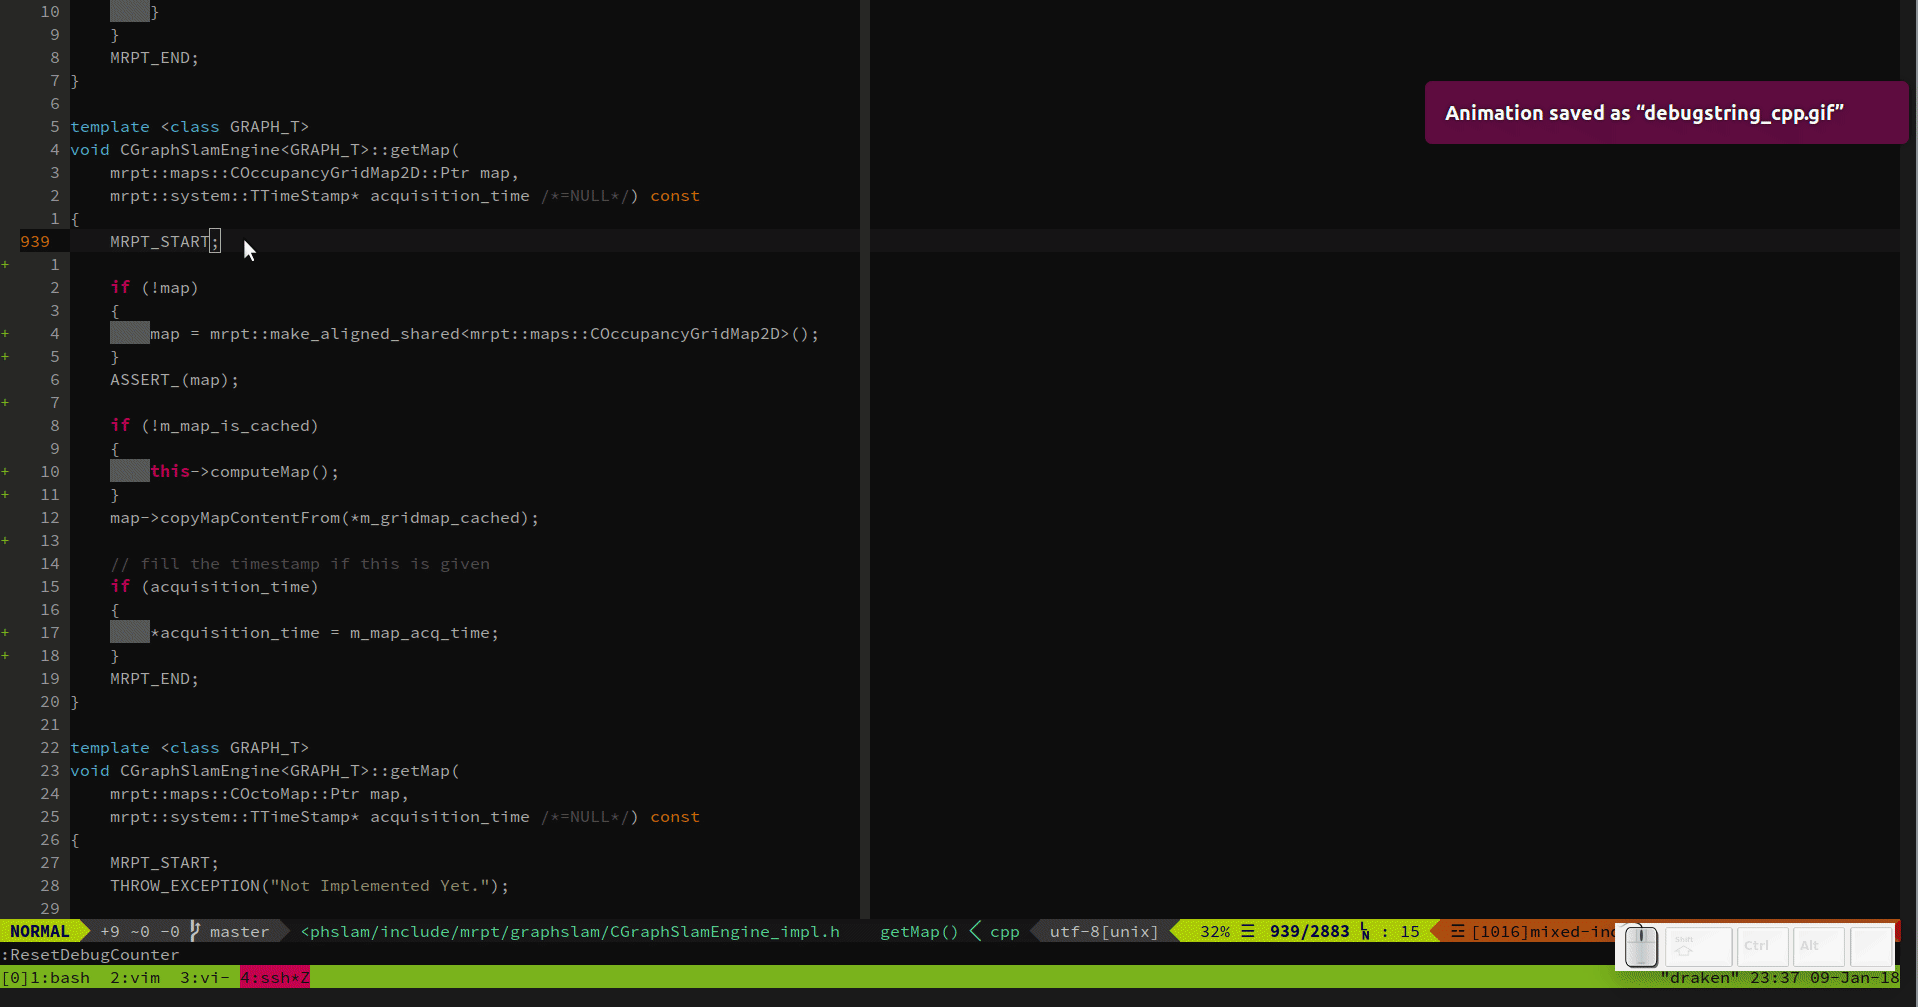 10 }
9 }
8 MRPT_END;
7 }
6
5 template <class GRAPH_T>
4 void CGraphSlamEngine<GRAPH_T>::getMap(
3 mrpt::maps::COccupancyGridMap2D::Ptr map,
2 mrpt::system::TTimeStamp* acquisition_time /*=NULL*/) const
1 {
939 MRPT_START;
+ 1
2 if (!map)
3 {
+ 4 map = mrpt::make_aligned_shared<mrpt::maps::COccupancyGridMap2D>();
+ 5 }
6 ASSERT_(map);
+ 7
8 if (!m_map_is_cached)
9 {
+ 10 this->computeMap();
+ 11 }
12 map->copyMapContentFrom(*m_gridmap_cached);
+ 13
14 // fill the timestamp if this is given
15 if (acquisition_time)
16 {
+ 17 *acquisition_time = m_map_acq_time;
+ 18 }
19 MRPT_END;
20 }
21
22 template <class GRAPH_T>
23 void CGraphSlamEngine<GRAPH_T>::getMap(
24 mrpt::maps::COctoMap::Ptr map,
25 mrpt::system::TTimeStamp* acquisition_time /*=NULL*/) const
26 {
27 MRPT_START;
28 THROW_EXCEPTION("Not Implemented Yet.");
29
Animation saved as “debugstring_cpp.gif”
NORMAL +9 ~0 -0 master <phslam/include/mrpt/graphslam/CGraphSlamEngine_impl.h getMap() < cpp utf-8[unix] 32% ☰ 939/2883 LN : 15 ☲ [1016]mixed-in
:ResetDebugCounter
Shift Ctrl Alt
[0]1:bash 2:vim 3:vi- 4:ssh*Z "draken" 23:37 09-Jan-18